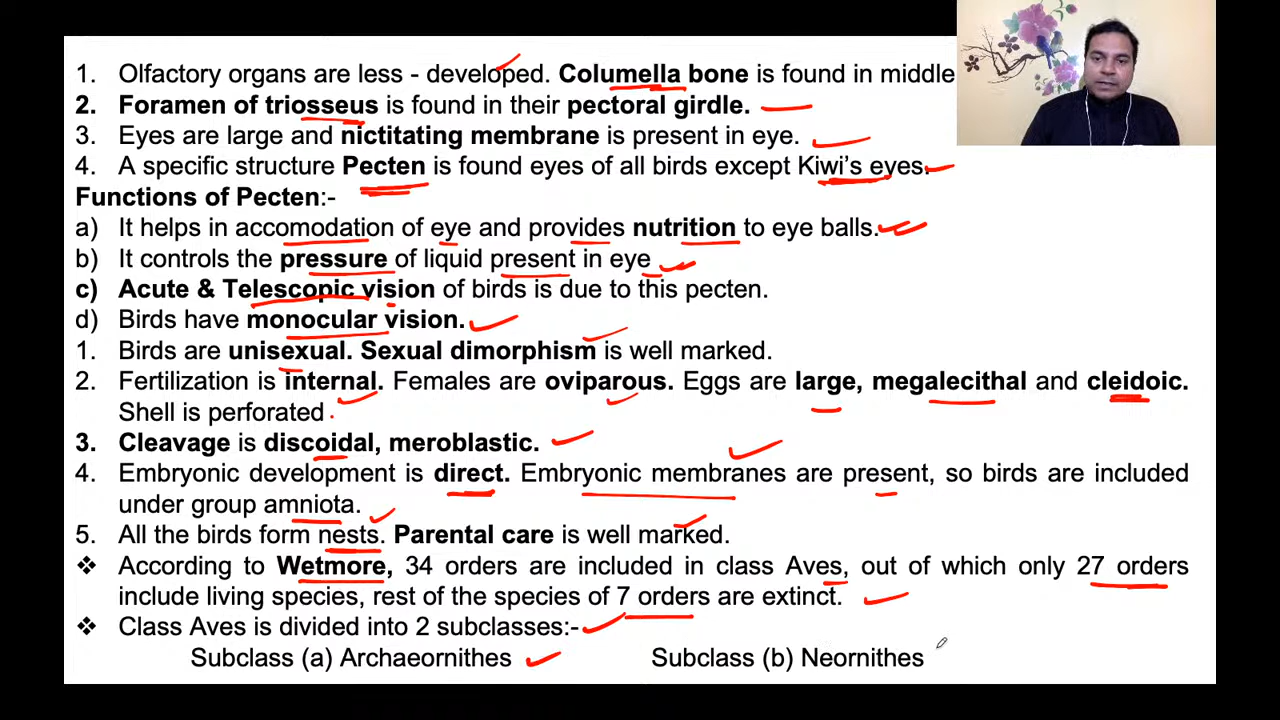 1. Olfactory organs are less - developed. Columella bone is found in middle
2. Foramen of triosseus is found in their pectoral girdle.
3. Eyes are large and nictitating membrane is present in eye.
4. A specific structure Pecten is found eyes of all birds except Kiwi's eyes.
Functions of Pecten:-
a) It helps in accomodation of eye and provides nutrition to eye balls.
b) It controls the pressure of liquid present in eye
c) Acute & Telescopic vision of birds is due to this pecten.
d) Birds have monocular vision.
1. Birds are unisexual. Sexual dimorphism is well marked.
2. Fertilization is internal. Females are oviparous. Eggs are large, megalecithal and cleidoic.
Shell is perforated
3. Cleavage is discoidal, meroblastic.
4. Embryonic development is direct. Embryonic membranes are present, so birds are included
under group amniota.
5. All the birds form nests. Parental care is well marked.
❖ According to Wetmore, 34 orders are included in class Aves, out of which only 27 orders
include living species, rest of the species of 7 orders are extinct.
❖ Class Aves is divided into 2 subclasses:-
Subclass (a) Archaeornithes Subclass (b) Neornithes